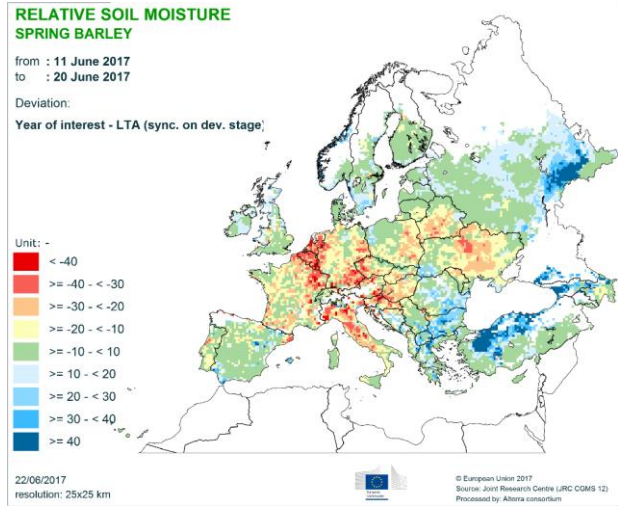 RELATIVE SOIL MOISTURE
SPRING BARLEY
from : 11 June 2017
to : 20 June 2017
Deviation:
Year of interest - LTA (sync. on dev. stage)
Unit: -
< -40
>= -40 - < -30
>= -30 - < -20
>= -20 - < -10
>= -10 - < 10
>= 10 - < 20
>= 20 - < 30
>= 30 - < 40
>= 40
22/06/2017
resolution: 25x25 km
© European Union 2017
Source: Joint Research Centre (JRC CGMS 12)
Processed by: Alterra consortium